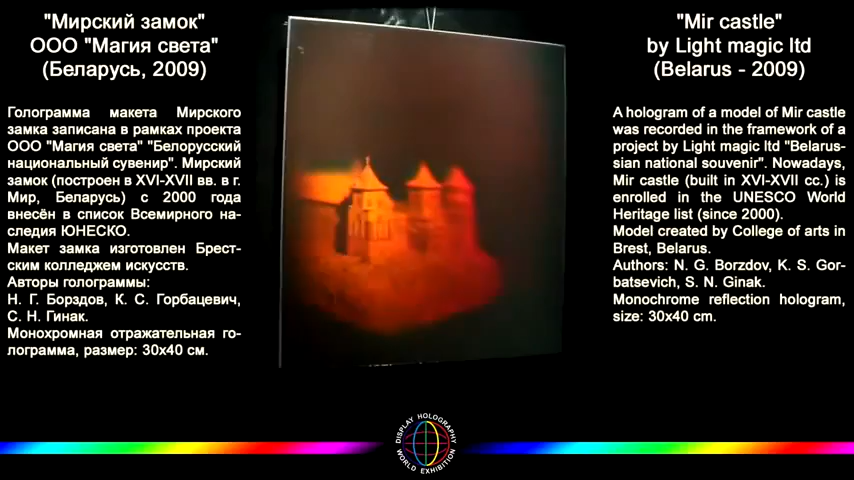 "Мирский замок"
ООО "Магия света"
(Беларусь, 2009)
Голограмма макета Мирского
замка записана в рамках проекта
ООО "Магия света" "Белорусский
национальный сувенир". Мирский
замок (построен в XVI-XVII вв. в г.
Мир, Беларусь) с 2000 года
внесён в список Всемирного на-
следия ЮНЕСКО.
Макет замка изготовлен Брест-
ским колледжем искусств.
Авторы голограммы:
Н. Г. Борздов, К. С. Горбацевич,
С. Н. Гинак.
Монохромная отражательная го-
лограмма, размер: 30х40 см.
"Mir castle"
by Light magic ltd
(Belarus - 2009)
A hologram of a model of Mir castle
was recorded in the framework of a
project by Light magic ltd "Belarus-
sian national souvenir". Nowadays,
Mir castle (built in XVI-XVII cc.) is
enrolled in the UNESCO World
Heritage list (since 2000).
Model created by College of arts in
Brest, Belarus.
Authors: N. G. Borzdov, K. S. Gor-
batsevich, S. N. Ginak.
Monochrome reflection hologram,
size: 30x40 cm.
DISPLAY HOLOGRAPHY
WORLD EXHIBITION